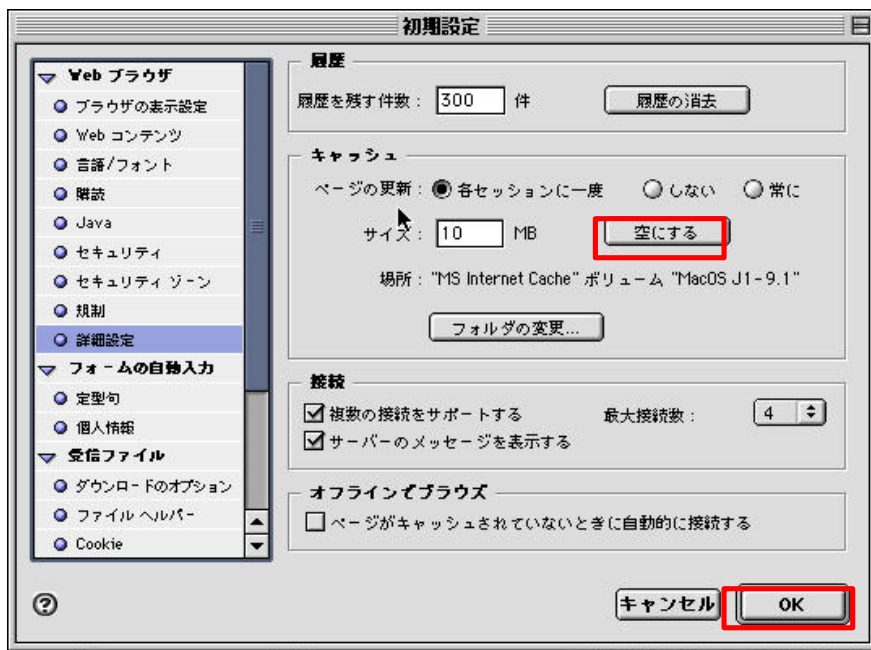 初期設定
Web ブラウザ
ブラウザの表示設定
Web コンテンツ
言語/フォント
購読
Java
セキュリティ
セキュリティ ゾーン
規制
詳細設定
フォームの自動入力
定型句
個人情報
受信ファイル
ダウンロードのオプション
ファイル ヘルパー
Cookie
履歴
履歴を残す件数： 300 件 履歴の消去
キャッシュ
ページの更新： 各セッションに一度 しない 常に
サイズ： 10 MB 空にする
場所："MS Internet Cache" ボリューム "MacOS J1-9.1"
フォルダの変更...
接続
複数の接続をサポートする 最大接続数： 4
サーバーのメッセージを表示する
オフラインでブラウズ
ページがキャッシュされていないときに自動的に接続する
キャンセル OK